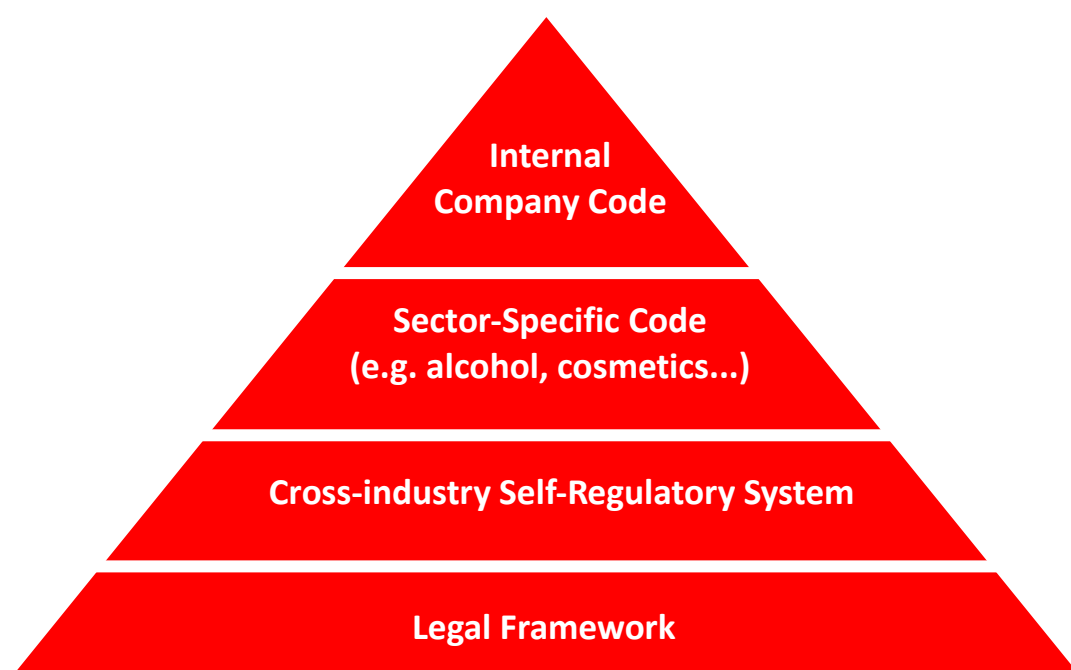 Internal
Company Code
Sector-Specific Code
(e.g. alcohol, cosmetics...)
Cross-industry Self-Regulatory System
Legal Framework